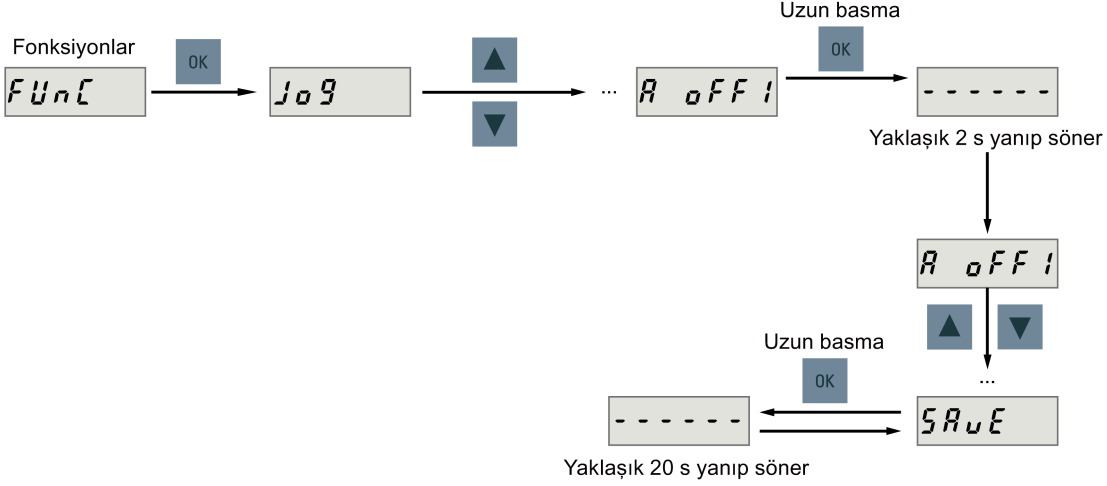 Uzun basma
Fonksiyonlar
OK
OK
FUnC
Jog
...
A oFF1
- - - - - -
Yaklaşık 2 s yanıp söner
A oFF1
Uzun basma
OK
...
- - - - - -
SAvE
Yaklaşık 20 s yanıp söner